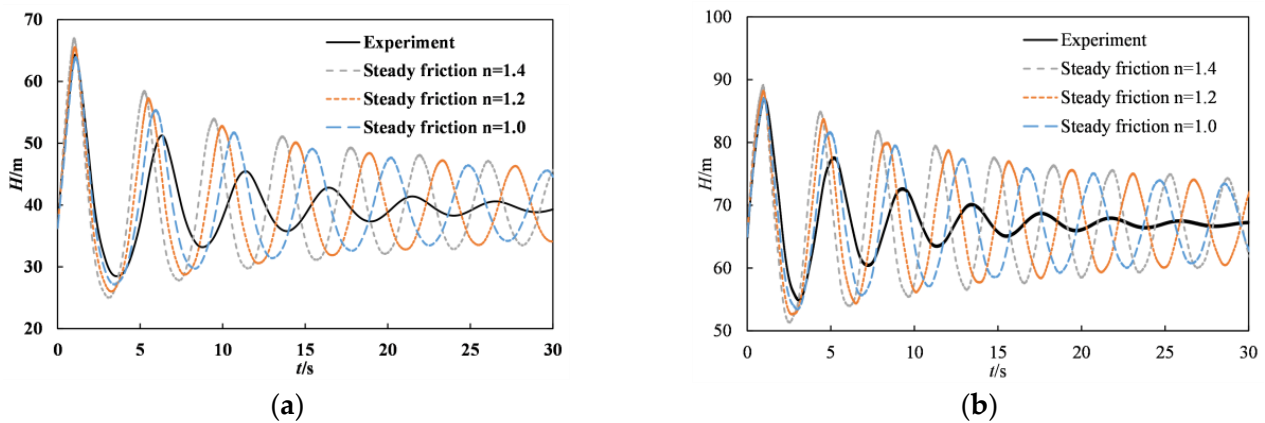 70
60
50
40
30
20
H/m
0 5 10 15 20 25 30
t/s
Experiment
Steady friction n=1.4
Steady friction n=1.2
Steady friction n=1.0
(a)
100
90
80
70
60
50
H/m
0 5 10 15 20 25 30
t/s
Experiment
Steady friction n=1.4
Steady friction n=1.2
Steady friction n=1.0
(b)